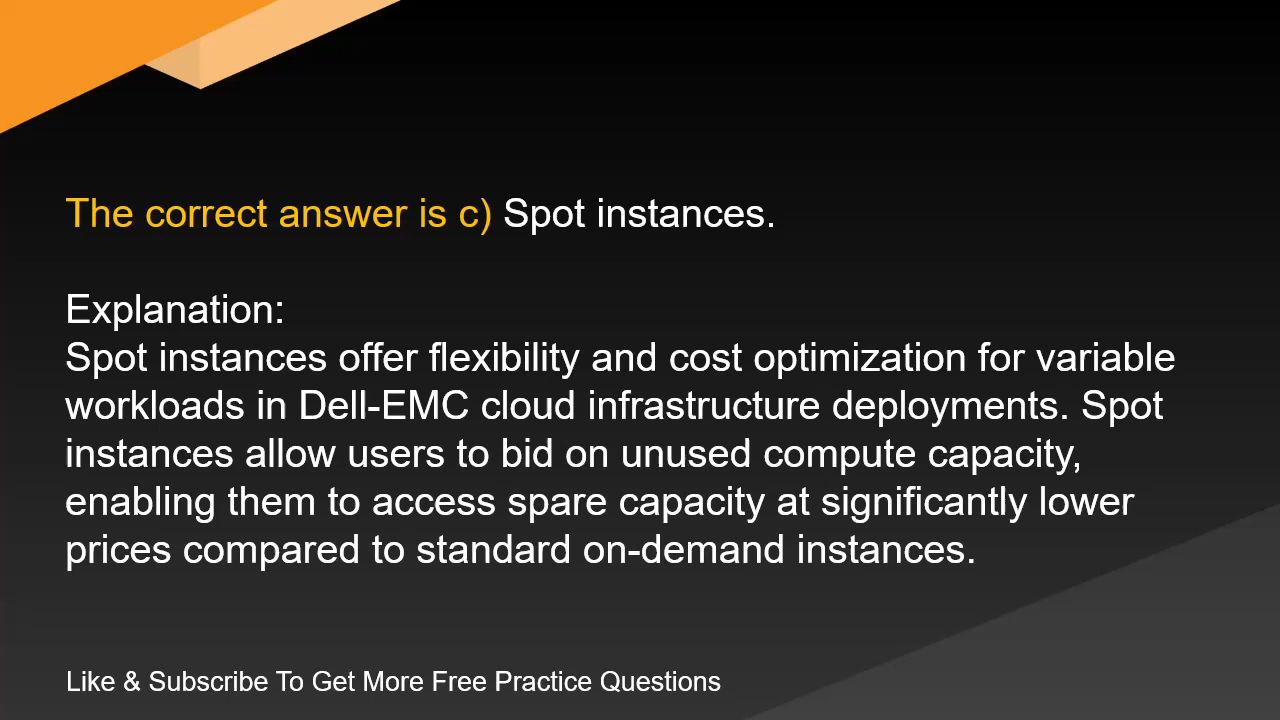 The correct answer is c) Spot instances.
Explanation:
Spot instances offer flexibility and cost optimization for variable
workloads in Dell-EMC cloud infrastructure deployments. Spot
instances allow users to bid on unused compute capacity,
enabling them to access spare capacity at significantly lower
prices compared to standard on-demand instances.
Like & Subscribe To Get More Free Practice Questions